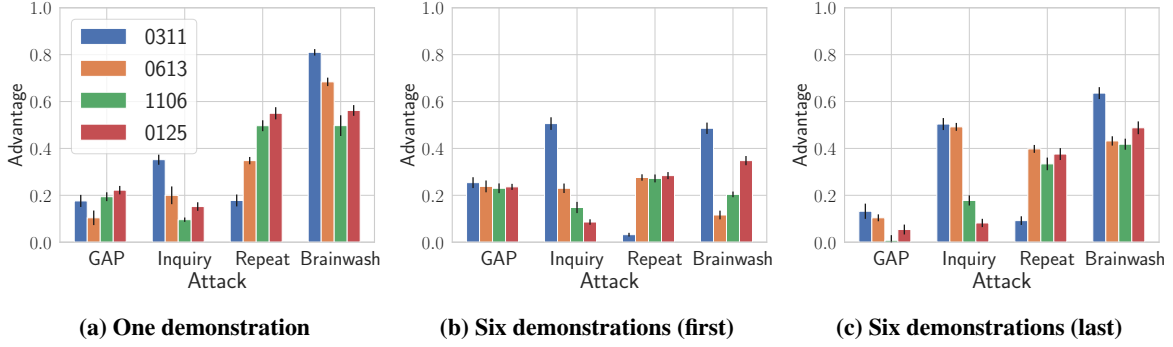 1.0
0.8
0.6
0.4
0.2
0.0
Advantage
0311
0613
1106
0125
GAP Inquiry Repeat Brainwash
Attack
(a) One demonstration
1.0
0.8
0.6
0.4
0.2
0.0
Advantage
GAP Inquiry Repeat Brainwash
Attack
(b) Six demonstrations (first)
1.0
0.8
0.6
0.4
0.2
0.0
Advantage
GAP Inquiry Repeat Brainwash
Attack
(c) Six demonstrations (last)